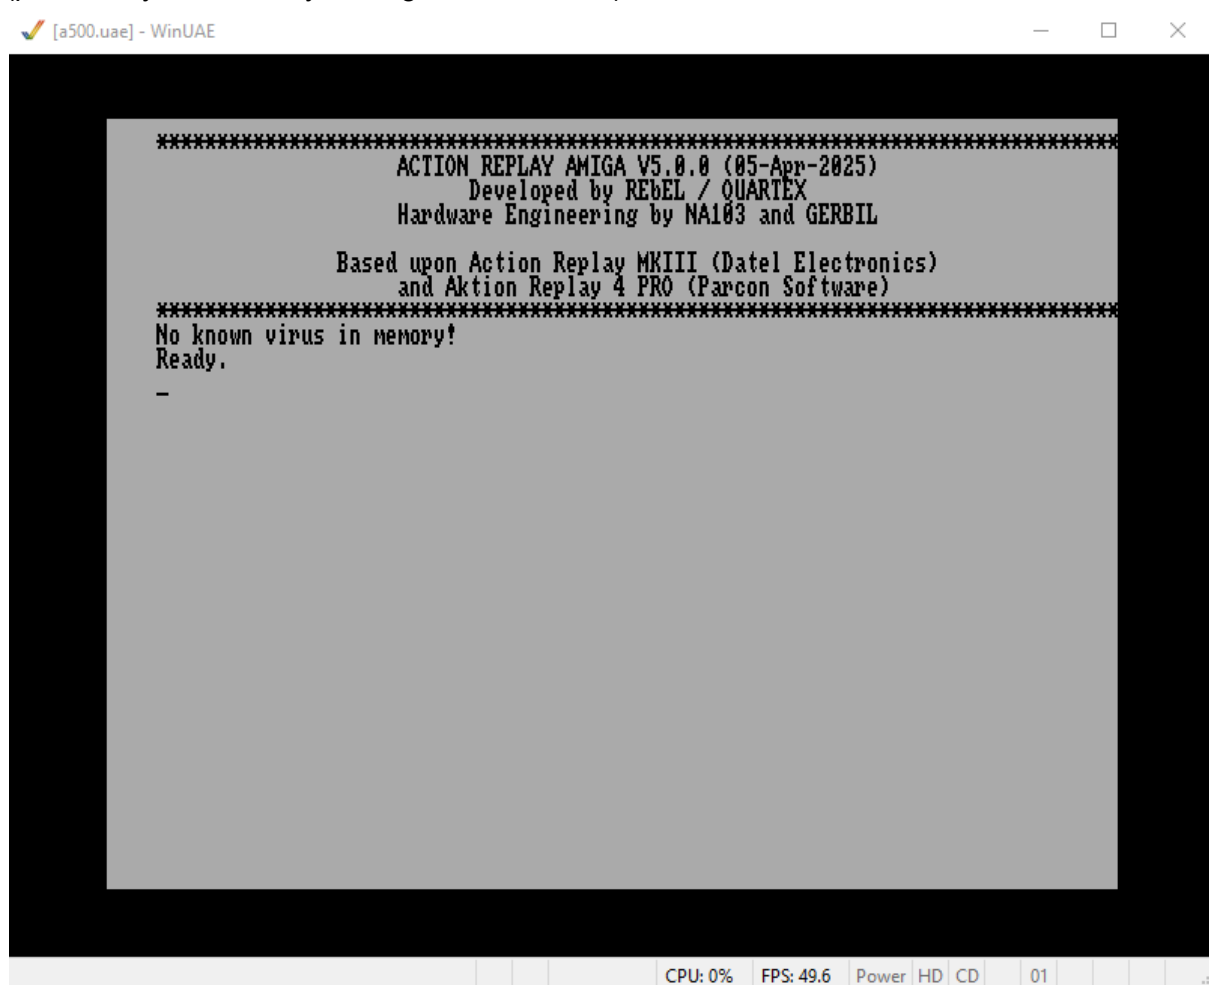 [a500.uae] - WinUAE
********************************************************************************
ACTION REPLAY AMIGA V5.0.0 (05-Apr-2025)
Developed by REbEL / QUARTEX
Hardware Engineering by NA103 and GERBIL
Based upon Action Replay MKIII (Datel Electronics)
and Aktion Replay 4 PRO (Parcon Software)
********************************************************************************
No known virus in memory!
Ready.
_
CPU: 0% FPS: 49.6 Power HD CD 01